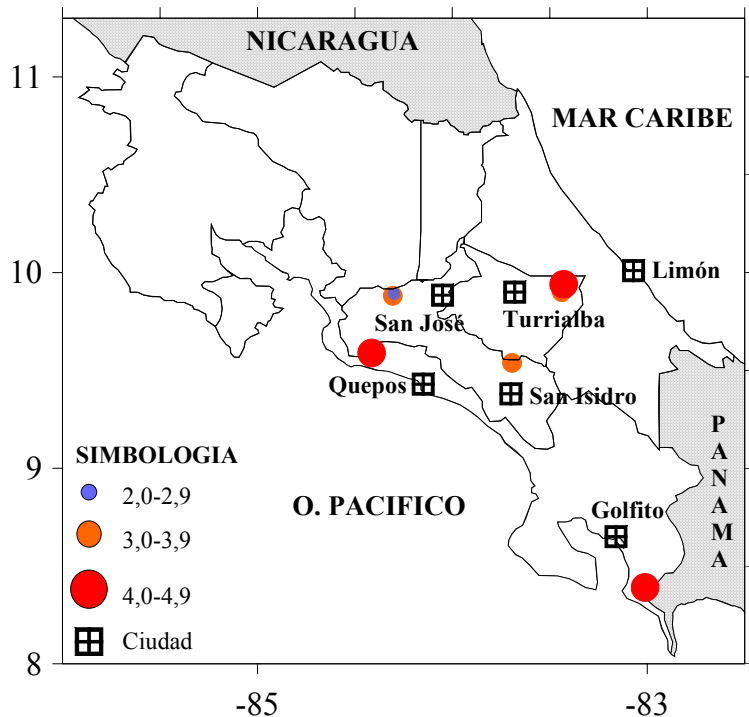 NICARAGUA
11
MAR CARIBE
10
Limón
San José
Turrialba
Quepos
San Isidro
PANAMA
9
SIMBOLOGIA
2,0-2,9
3,0-3,9
4,0-4,9
Ciudad
O. PACIFICO
Golfito
8
-85
-83